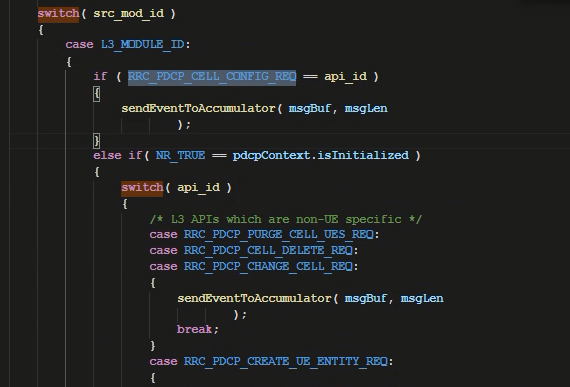 switch( src_mod_id )
{
case L3_MODULE_ID:
{
if ( RRC_PDCP_CELL_CONFIG_REQ == api_id )
{
sendEventToAccumulator( msgBuf, msgLen
);
}
else if( NR_TRUE == pdcpContext.isInitialized )
{
switch( api_id )
{
/* L3 APIs which are non-UE specific */
case RRC_PDCP_PURGE_CELL_UES_REQ:
case RRC_PDCP_CELL_DELETE_REQ:
case RRC_PDCP_CHANGE_CELL_REQ:
{
sendEventToAccumulator( msgBuf, msgLen
);
break;
}
case RRC_PDCP_CREATE_UE_ENTITY_REQ:
{